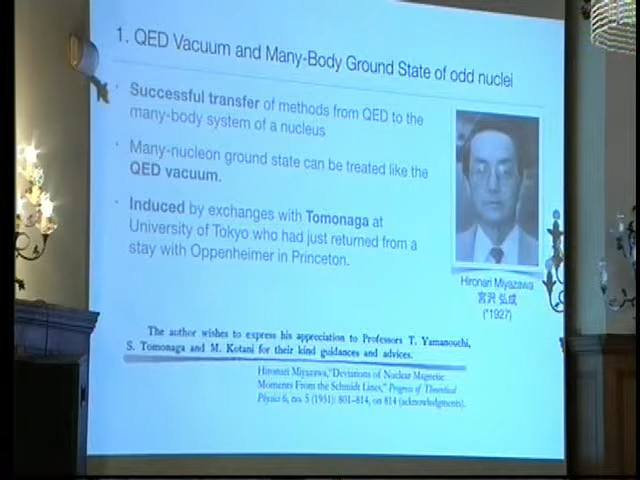 1. QED Vacuum and Many-Body Ground State of odd nuclei
Successful transfer of methods from QED to the
many-body system of a nucleus
Many-nucleon ground state can be treated like the
QED vacuum.
Induced by exchanges with Tomonaga at
University of Tokyo who had just returned from a
stay with Oppenheimer in Princeton.
Hironari Miyazawa
宮沢 弘成
(*1927)
The author wishes to express his appreciation to Professors T. Yamanouchi,
S. Tomonaga and M. Kotani for their kind guidances and advices.
Hironari Miyazawa, "Deviations of Nuclear Magnetic
Moments From the Schmidt Lines," Progress of Theoretical
Physics 6, no. 5 (1951): 801–814, on 814 (acknowledgments).